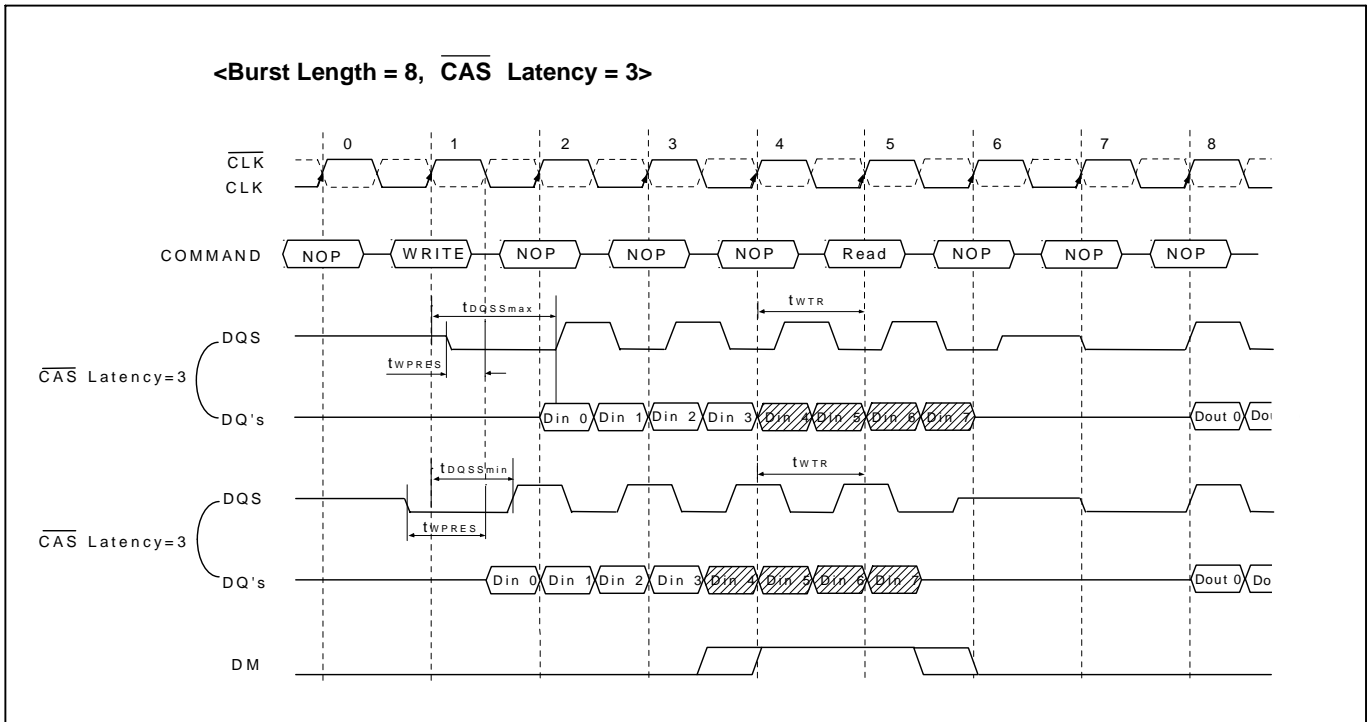 <Burst Length = 8, CAS Latency = 3>
0 1 2 3 4 5 6 7 8
CLK
CLK
COMMAND NOP WRITE NOP NOP NOP Read NOP NOP NOP
tDQSSmax tWTR
DQS
tWPRES
CAS Latency=3
DQ's Din 0 Din 1 Din 2 Din 3 Din 4 Din 5 Din 6 Din 7 Dout 0 Dou
tDQSSmin tWTR
DQS
tWPRES
CAS Latency=3
DQ's Din 0 Din 1 Din 2 Din 3 Din 4 Din 5 Din 6 Din 7 Dout 0 Do
DM